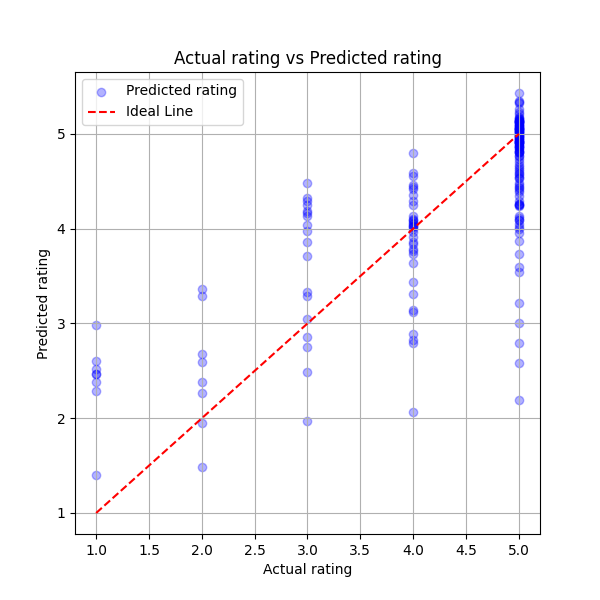 Actual rating vs Predicted rating
Predicted rating
Ideal Line
Predicted rating
5
4
3
2
1
1.0 1.5 2.0 2.5 3.0 3.5 4.0 4.5 5.0
Actual rating